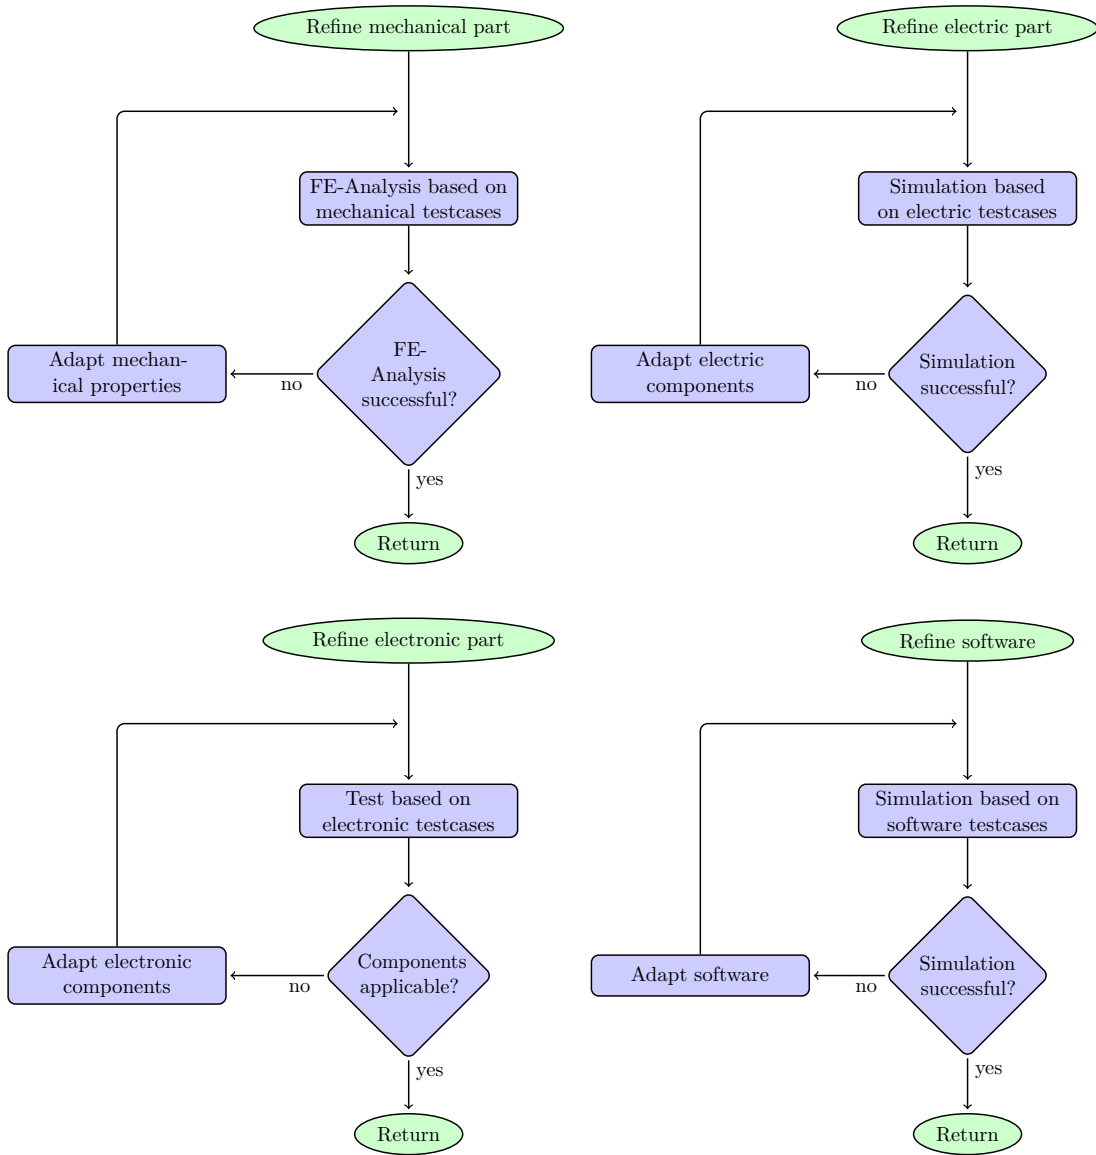 Refine mechanical part
FE-Analysis based on
mechanical testcases
FE-
Analysis
successful?
Adapt mechan-
ical properties
no
yes
Return
Refine electric part
Simulation based
on electric testcases
Simulation
successful?
Adapt electric
components
no
yes
Return
Refine electronic part
Test based on
electronic testcases
Components
applicable?
Adapt electronic
components
no
yes
Return
Refine software
Simulation based on
software testcases
Simulation
successful?
Adapt software
no
yes
Return